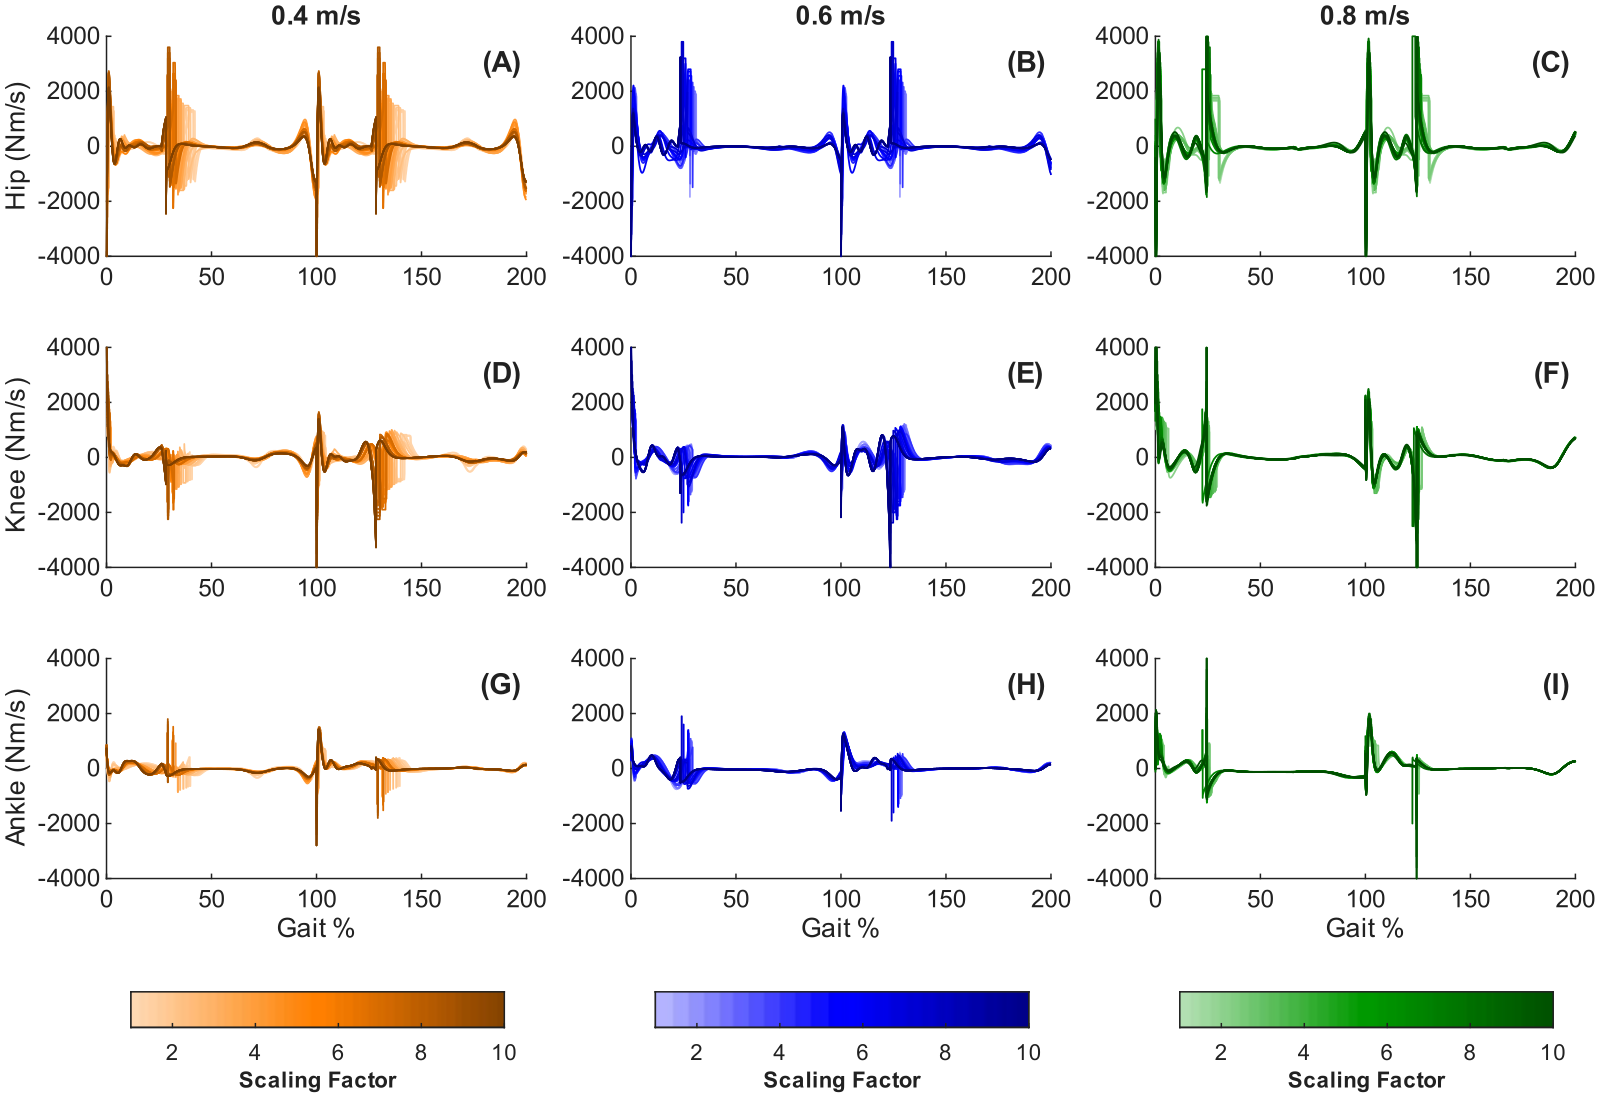 0.4 m/s 0.6 m/s 0.8 m/s
Hip (Nm/s)
4000 2000 0 -2000 -4000
(A)
0 50 100 150 200
4000 2000 0 -2000 -4000
(B)
0 50 100 150 200
4000 2000 0 -2000 -4000
(C)
0 50 100 150 200
Knee (Nm/s)
4000 2000 0 -2000 -4000
(D)
0 50 100 150 200
4000 2000 0 -2000 -4000
(E)
0 50 100 150 200
4000 2000 0 -2000 -4000
(F)
0 50 100 150 200
Ankle (Nm/s)
4000 2000 0 -2000 -4000
(G)
0 50 100 150 200
Gait %
4000 2000 0 -2000 -4000
(H)
0 50 100 150 200
Gait %
4000 2000 0 -2000 -4000
(I)
0 50 100 150 200
Gait %
2 4 6 8 10
Scaling Factor
2 4 6 8 10
Scaling Factor
2 4 6 8 10
Scaling Factor